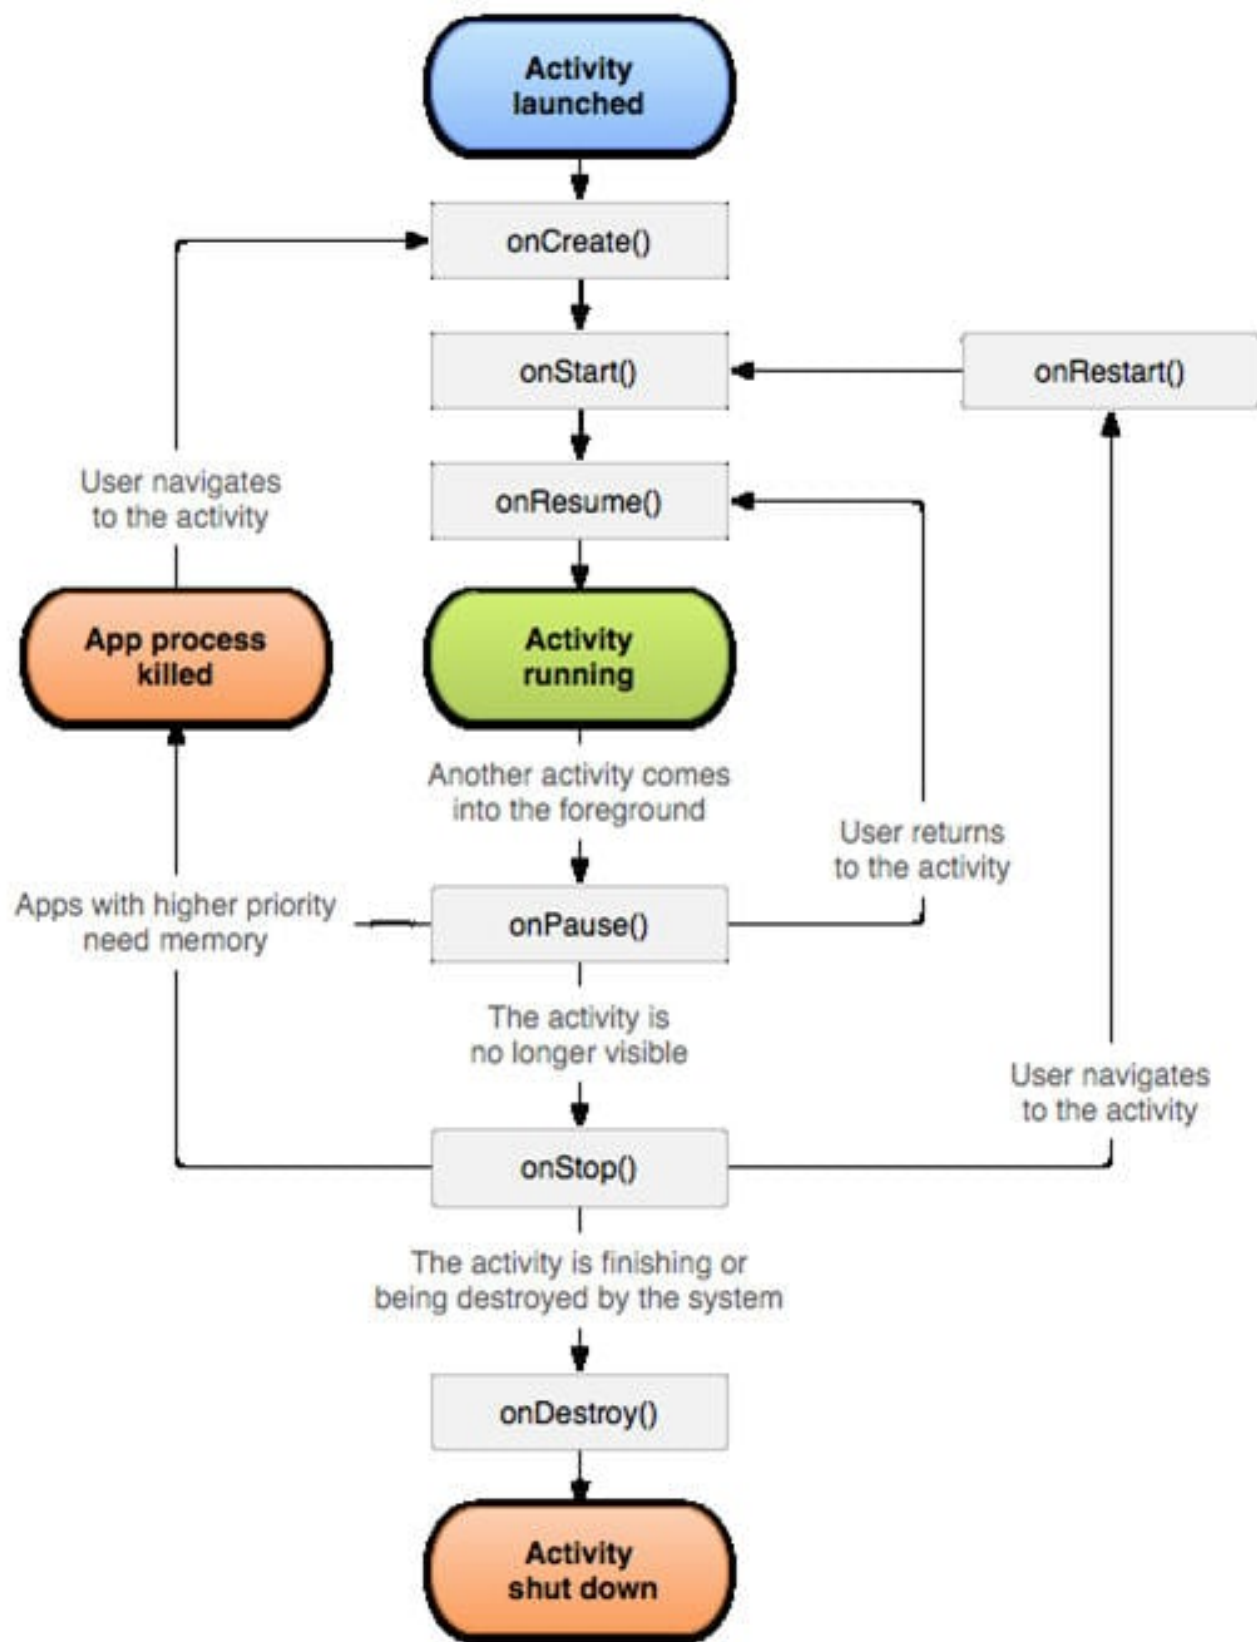 Activity
launched
onCreate()
onStart()
onRestart()
User navigates
to the activity
onResume()
App process
killed
Activity
running
Another activity comes
into the foreground
User returns
to the activity
Apps with higher priority
need memory
onPause()
The activity is
no longer visible
User navigates
to the activity
onStop()
The activity is finishing or
being destroyed by the system
onDestroy()
Activity
shut down